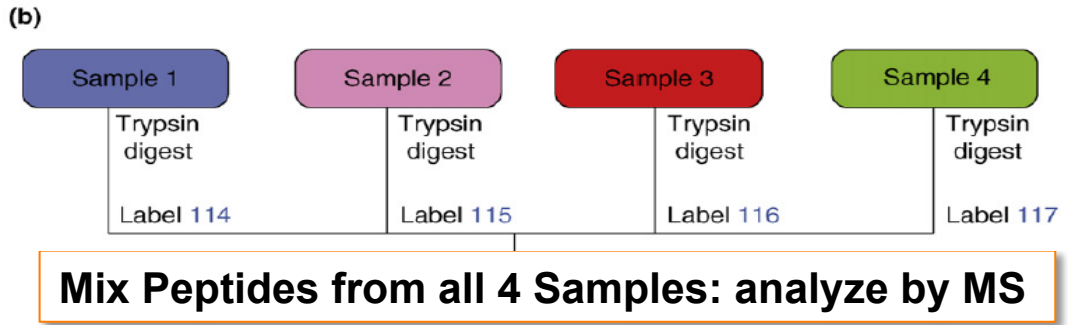 (b)
Sample 1
Sample 2
Sample 3
Sample 4
Trypsin
digest
Trypsin
digest
Trypsin
digest
Trypsin
digest
Label 114
Label 115
Label 116
Label 117
Mix Peptides from all 4 Samples: analyze by MS